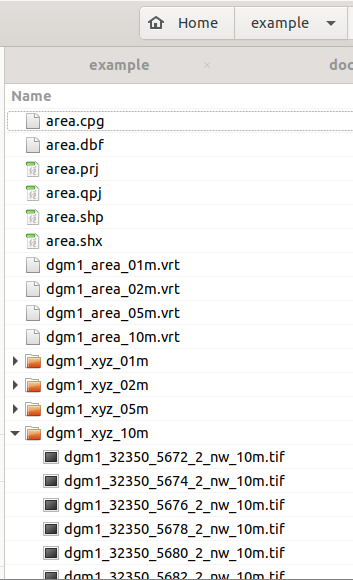 Home example
example × doc
Name
area.cpg
area.dbf
area.prj
area.qpj
area.shp
area.shx
dgm1_area_01m.vrt
dgm1_area_02m.vrt
dgm1_area_05m.vrt
dgm1_area_10m.vrt
dgm1_xyz_01m
dgm1_xyz_02m
dgm1_xyz_05m
dgm1_xyz_10m
dgm1_32350_5672_2_nw_10m.tif
dgm1_32350_5674_2_nw_10m.tif
dgm1_32350_5676_2_nw_10m.tif
dgm1_32350_5678_2_nw_10m.tif
dgm1_32350_5680_2_nw_10m.tif
dgm1_32350_5682_2_nw_10m.tif